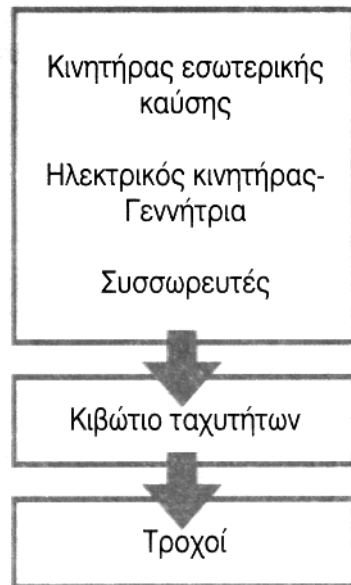 Κινητήρας εσωτερικής
καύσης
Ηλεκτρικός κινητήρας-
Γεννήτρια
Συσσωρευτές
Κιβώτιο ταχυτήτων
Τροχοί